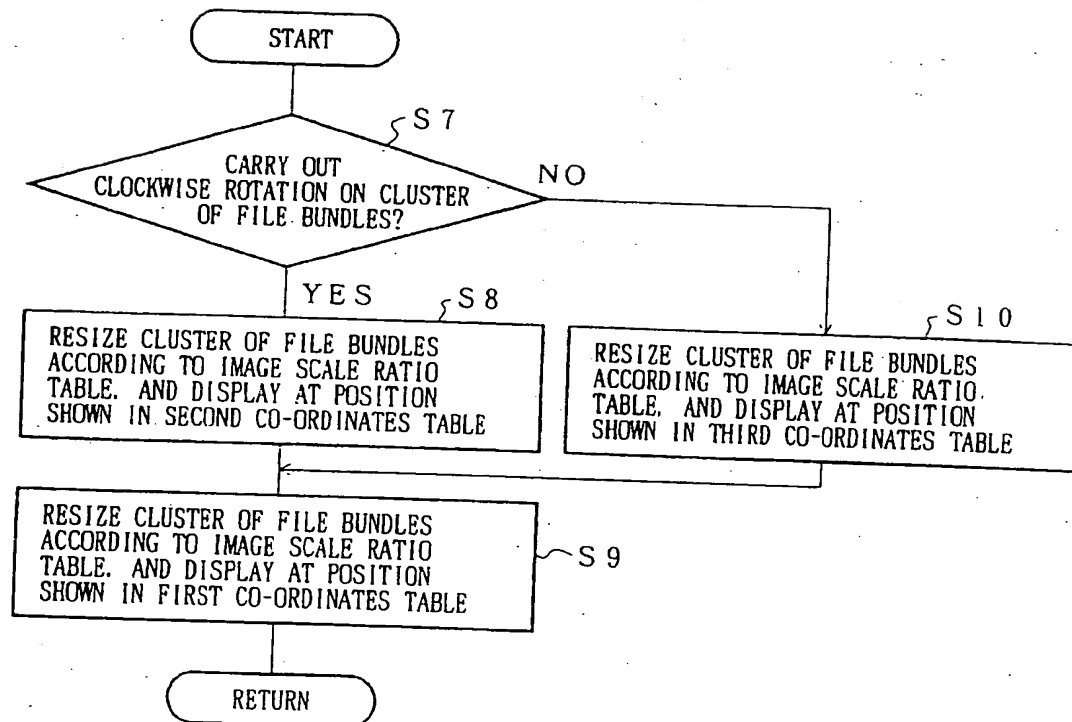 START
S7
CARRY OUT
CLOCKWISE ROTATION ON CLUSTER
OF FILE BUNDLES?
NO
YES
S8
RESIZE CLUSTER OF FILE BUNDLES
ACCORDING TO IMAGE SCALE RATIO
TABLE. AND DISPLAY AT POSITION
SHOWN IN SECOND CO-ORDINATES TABLE
S10
RESIZE CLUSTER OF FILE BUNDLES
ACCORDING TO IMAGE SCALE RATIO
TABLE. AND DISPLAY AT POSITION
SHOWN IN THIRD CO-ORDINATES TABLE
RESIZE CLUSTER OF FILE BUNDLES
ACCORDING TO IMAGE SCALE RATIO
TABLE. AND DISPLAY AT POSITION
SHOWN IN FIRST CO-ORDINATES TABLE
S9
RETURN